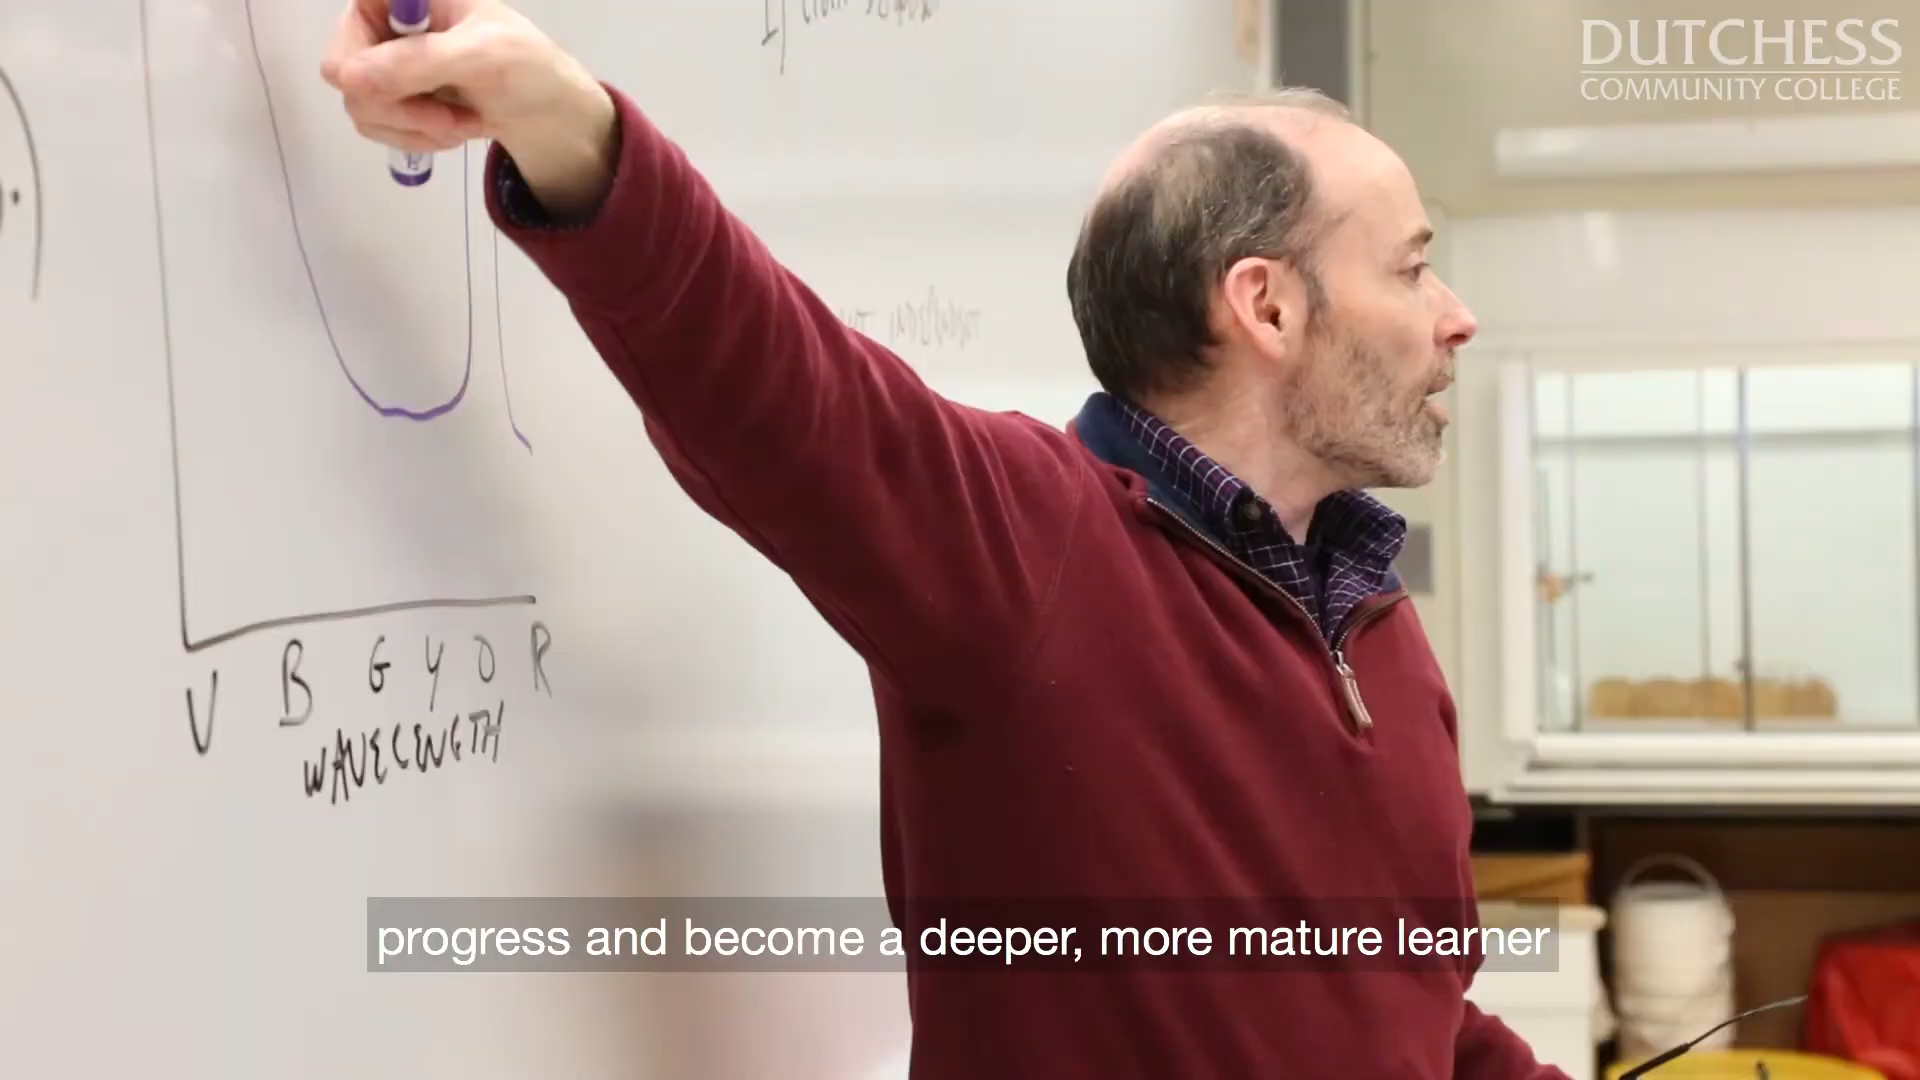 DUTCHESS
COMMUNITY COLLEGE
V B G Y O R
WAVELENGTH
progress and become a deeper, more mature learner